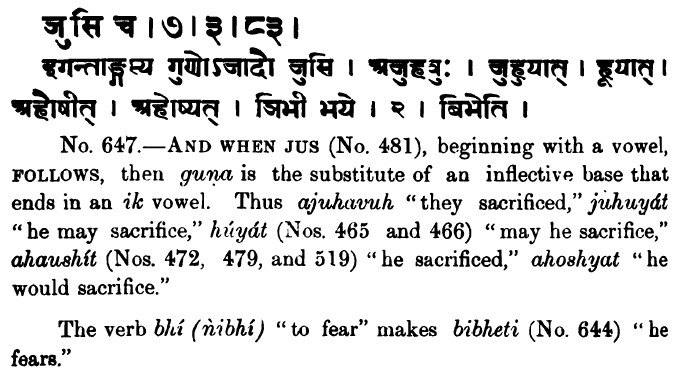 जुसि च । ७ । ३ । ८३ ।
इगन्ताङ्गस्य गुणोऽजादौ जुसि । अजुहवुः । जुहुयात् । हूयात् ।
अहौषीत् । अहोष्यत् । ञिभी भये । २ । बिभेति ।
No. 647.—AND WHEN JUS (No. 481), beginning with a vowel,
FOLLOWS, then guṇa is the substitute of an inflective base that
ends in an ik vowel. Thus ajuhavuh "they sacrificed," jùhuyát
"he may sacrifice," húyát (Nos. 465 and 466) "may he sacrifice,"
ahaushít (Nos. 472, 479, and 519) "he sacrificed," ahoshyat "he
would sacrifice."
The verb bhí (ǹibhí) "to fear" makes bibheti (No. 644) "he
fears."